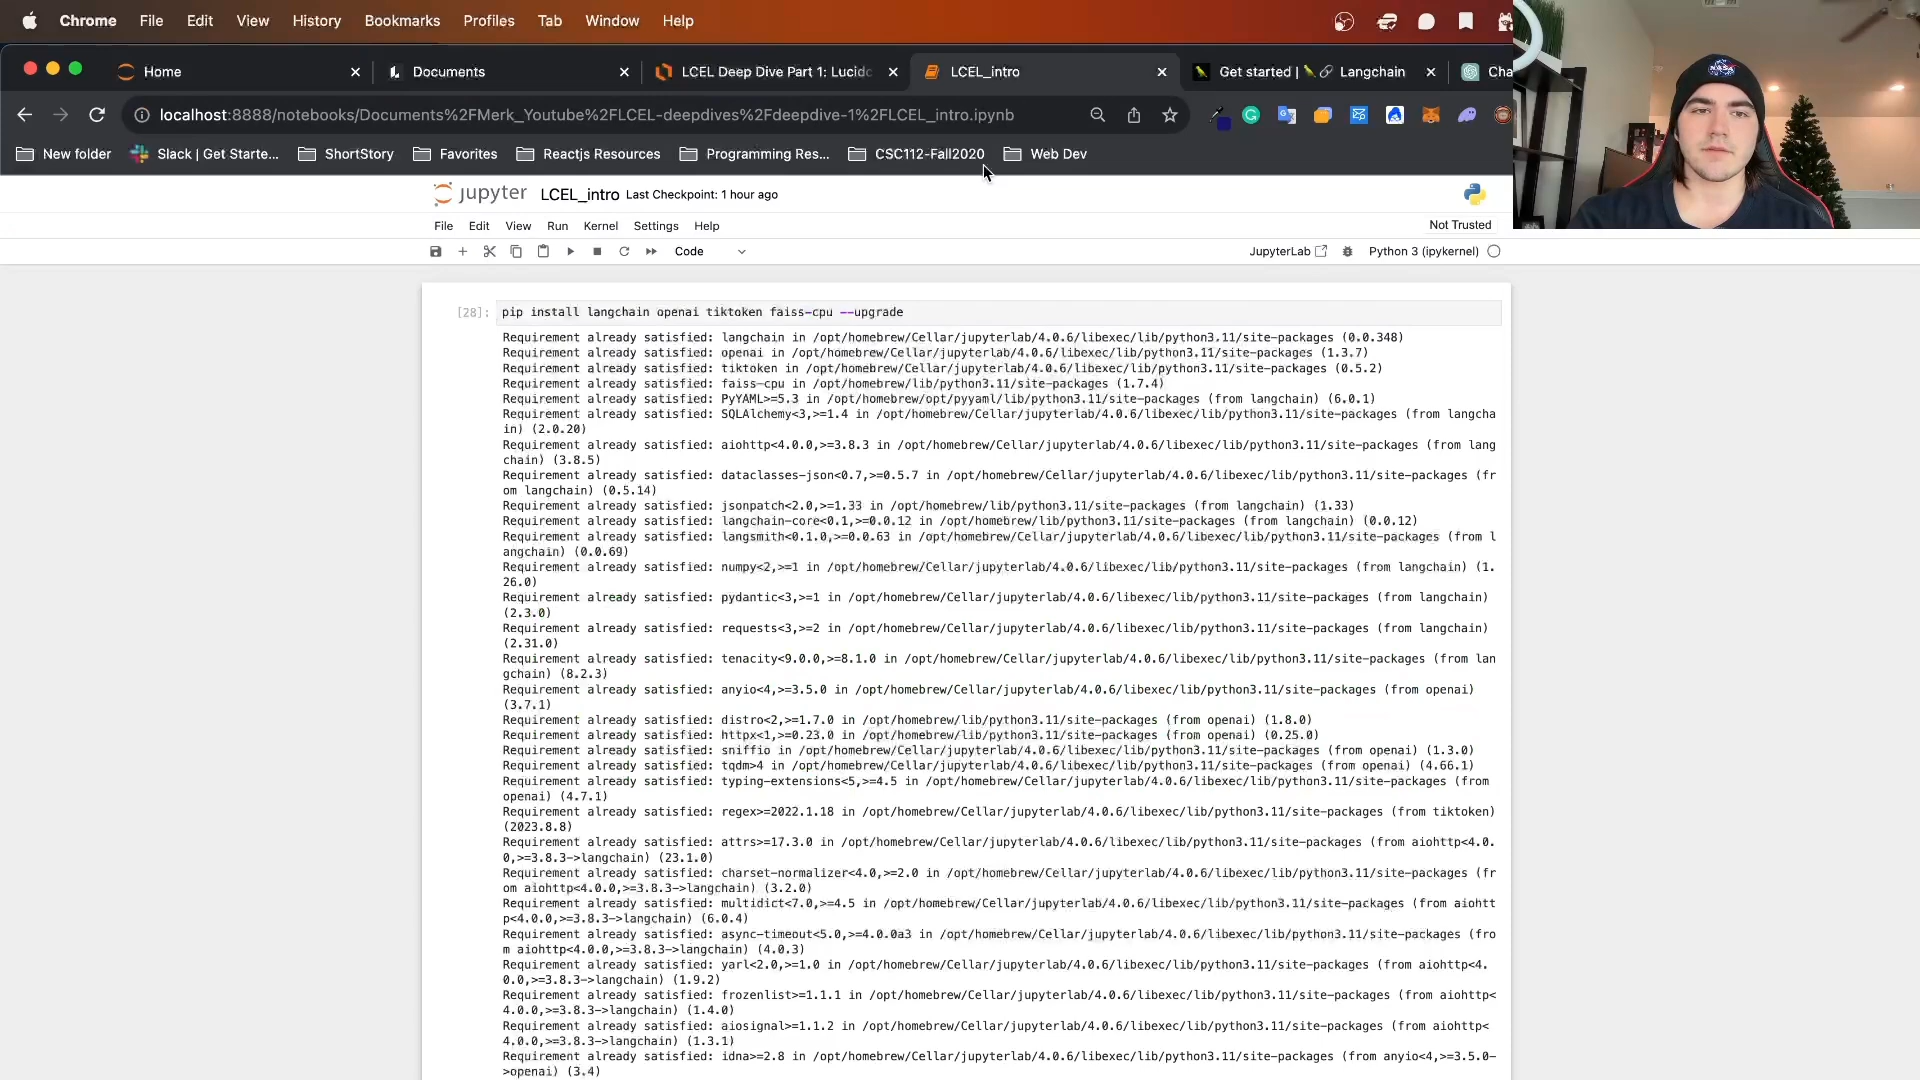 Chrome File Edit View History Bookmarks Profiles Tab Window Help
Home Documents LCEL Deep Dive Part 1: Lucidc LCEL_intro Get started | Langchain Cha
localhost:8888/notebooks/Documents%2FMerk_Youtube%2FLCEL-deepdives%2Fdeepdive-1%2FLCEL_intro.ipynb
New folder Slack | Get Starte... ShortStory Favorites Reactjs Resources Programming Res... CSC112-Fall2020 Web Dev
NASA
jupyter LCEL_intro Last Checkpoint: 1 hour ago
File Edit View Run Kernel Settings Help Not Trusted
Code JupyterLab Python 3 (ipykernel)
[28]: pip install langchain openai tiktoken faiss-cpu --upgrade
Requirement already satisfied: langchain in /opt/homebrew/Cellar/jupyterlab/4.0.6/libexec/lib/python3.11/site-packages (0.0.348)
Requirement already satisfied: openai in /opt/homebrew/Cellar/jupyterlab/4.0.6/libexec/lib/python3.11/site-packages (1.3.7)
Requirement already satisfied: tiktoken in /opt/homebrew/Cellar/jupyterlab/4.0.6/libexec/lib/python3.11/site-packages (0.5.2)
Requirement already satisfied: faiss-cpu in /opt/homebrew/lib/python3.11/site-packages (1.7.4)
Requirement already satisfied: PyYAML>=5.3 in /opt/homebrew/opt/pyyaml/lib/python3.11/site-packages (from langchain) (6.0.1)
Requirement already satisfied: SQLAlchemy<3,>=1.4 in /opt/homebrew/Cellar/jupyterlab/4.0.6/libexec/lib/python3.11/site-packages (from langcha
in) (2.0.20)
Requirement already satisfied: aiohttp<4.0.0,>=3.8.3 in /opt/homebrew/Cellar/jupyterlab/4.0.6/libexec/lib/python3.11/site-packages (from lang
chain) (3.8.5)
Requirement already satisfied: dataclasses-json<0.7,>=0.5.7 in /opt/homebrew/Cellar/jupyterlab/4.0.6/libexec/lib/python3.11/site-packages (fr
om langchain) (0.5.14)
Requirement already satisfied: jsonpatch<2.0,>=1.33 in /opt/homebrew/lib/python3.11/site-packages (from langchain) (1.33)
Requirement already satisfied: langchain-core<0.1,>=0.0.12 in /opt/homebrew/lib/python3.11/site-packages (from langchain) (0.0.12)
Requirement already satisfied: langsmith<0.1.0,>=0.0.63 in /opt/homebrew/Cellar/jupyterlab/4.0.6/libexec/lib/python3.11/site-packages (from l
angchain) (0.0.69)
Requirement already satisfied: numpy<2,>=1 in /opt/homebrew/Cellar/jupyterlab/4.0.6/libexec/lib/python3.11/site-packages (from langchain) (1.
26.0)
Requirement already satisfied: pydantic<3,>=1 in /opt/homebrew/Cellar/jupyterlab/4.0.6/libexec/lib/python3.11/site-packages (from langchain)
(2.3.0)
Requirement already satisfied: requests<3,>=2 in /opt/homebrew/Cellar/jupyterlab/4.0.6/libexec/lib/python3.11/site-packages (from langchain)
(2.31.0)
Requirement already satisfied: tenacity<9.0.0,>=8.1.0 in /opt/homebrew/Cellar/jupyterlab/4.0.6/libexec/lib/python3.11/site-packages (from lan
gchain) (8.2.3)
Requirement already satisfied: anyio<4,>=3.5.0 in /opt/homebrew/Cellar/jupyterlab/4.0.6/libexec/lib/python3.11/site-packages (from openai)
(3.7.1)
Requirement already satisfied: distro<2,>=1.7.0 in /opt/homebrew/lib/python3.11/site-packages (from openai) (1.8.0)
Requirement already satisfied: httpx<1,>=0.23.0 in /opt/homebrew/lib/python3.11/site-packages (from openai) (0.25.0)
Requirement already satisfied: sniffio in /opt/homebrew/Cellar/jupyterlab/4.0.6/libexec/lib/python3.11/site-packages (from openai) (1.3.0)
Requirement already satisfied: tqdm>4 in /opt/homebrew/Cellar/jupyterlab/4.0.6/libexec/lib/python3.11/site-packages (from openai) (4.66.1)
Requirement already satisfied: typing-extensions<5,>=4.5 in /opt/homebrew/Cellar/jupyterlab/4.0.6/libexec/lib/python3.11/site-packages (from
openai) (4.7.1)
Requirement already satisfied: regex>=2022.1.18 in /opt/homebrew/Cellar/jupyterlab/4.0.6/libexec/lib/python3.11/site-packages (from tiktoken)
(2023.8.8)
Requirement already satisfied: attrs>=17.3.0 in /opt/homebrew/Cellar/jupyterlab/4.0.6/libexec/lib/python3.11/site-packages (from aiohttp<4.0.
0,>=3.8.3->langchain) (23.1.0)
Requirement already satisfied: charset-normalizer<4.0,>=2.0 in /opt/homebrew/Cellar/jupyterlab/4.0.6/libexec/lib/python3.11/site-packages (fr
om aiohttp<4.0.0,>=3.8.3->langchain) (3.2.0)
Requirement already satisfied: multidict<7.0,>=4.5 in /opt/homebrew/Cellar/jupyterlab/4.0.6/libexec/lib/python3.11/site-packages (from aiohtt
p<4.0.0,>=3.8.3->langchain) (6.0.4)
Requirement already satisfied: async-timeout<5.0,>=4.0.0a3 in /opt/homebrew/Cellar/jupyterlab/4.0.6/libexec/lib/python3.11/site-packages (fro
m aiohttp<4.0.0,>=3.8.3->langchain) (4.0.3)
Requirement already satisfied: yarl<2.0,>=1.0 in /opt/homebrew/Cellar/jupyterlab/4.0.6/libexec/lib/python3.11/site-packages (from aiohttp<4.
0.0,>=3.8.3->langchain) (1.9.2)
Requirement already satisfied: frozenlist>=1.1.1 in /opt/homebrew/Cellar/jupyterlab/4.0.6/libexec/lib/python3.11/site-packages (from aiohttp<
4.0.0,>=3.8.3->langchain) (1.4.0)
Requirement already satisfied: aiosignal>=1.1.2 in /opt/homebrew/Cellar/jupyterlab/4.0.6/libexec/lib/python3.11/site-packages (from aiohttp<
4.0.0,>=3.8.3->langchain) (1.3.1)
Requirement already satisfied: idna>=2.8 in /opt/homebrew/Cellar/jupyterlab/4.0.6/libexec/lib/python3.11/site-packages (from anyio<4,>=3.5.0-
>openai) (3.4)